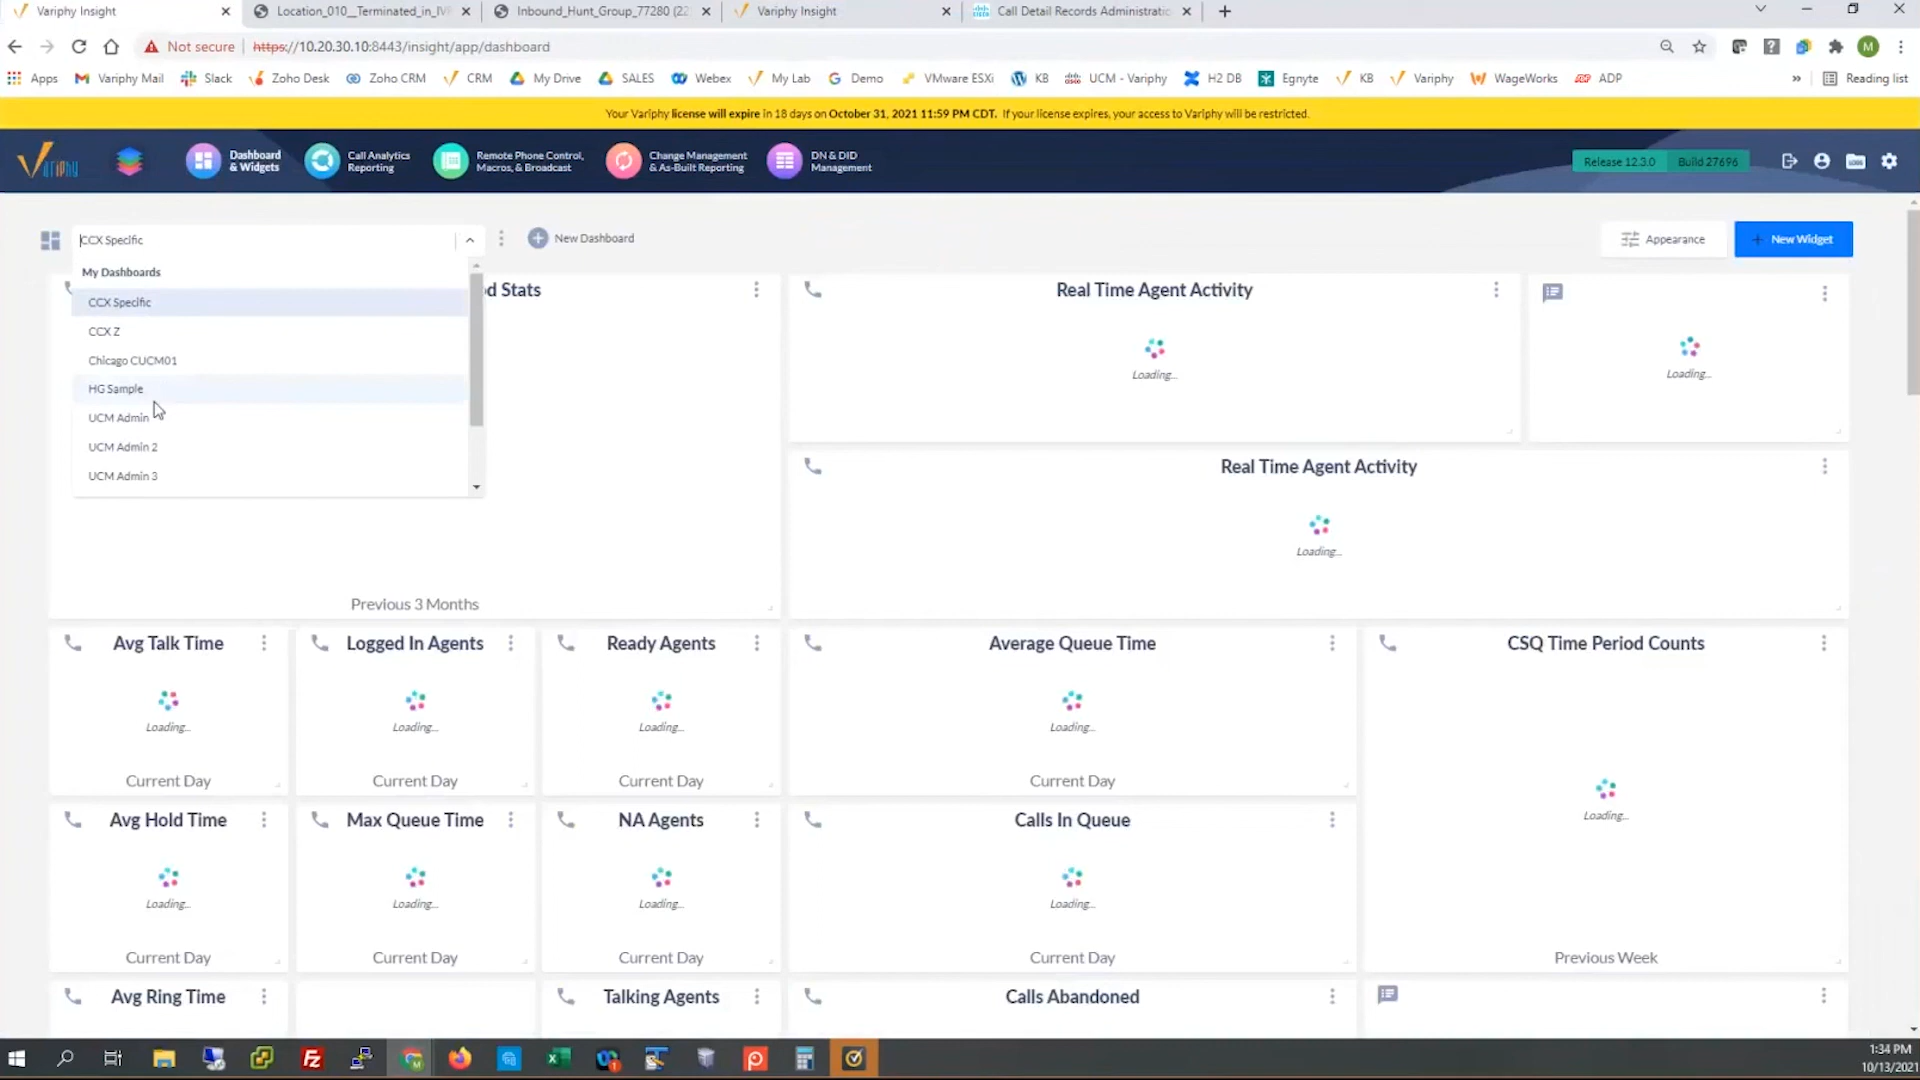 Variphy Insight
Location_010__Terminated_in_IV
Inbound_Hunt_Group_77280 (22
Variphy Insight
Call Detail Records Administratio
Not secure
https://10.20.30.10:8443/insight/app/dashboard
M
Apps
Variphy Mail
Slack
Zoho Desk
Zoho CRM
CRM
My Drive
SALES
Webex
My Lab
Demo
VMware ESXi
KB
UCM - Variphy
H2 DB
Egnyte
KB
Variphy
WageWorks
ADP
»
Reading list
Your Variphy license will expire in 18 days on October 31, 2021 11:59 PM CDT. If your license expires, your access to Variphy will be restricted.
Variphy
Dashboard
& Widgets
Call Analytics
Reporting
Remote Phone Control,
Macros, & Broadcast
Change Management
& As-Built Reporting
DN & DID
Management
Release 12.3.0
Build 27696
CCX Specific
New Dashboard
Appearance
+ New Widget
My Dashboards
CCX Specific
CCX Z
Chicago CUCM01
HG Sample
UCM Admin
UCM Admin 2
UCM Admin 3
d Stats
Previous 3 Months
Real Time Agent Activity
Loading...
Loading...
Real Time Agent Activity
Loading...
Avg Talk Time
Loading...
Current Day
Logged In Agents
Loading...
Current Day
Ready Agents
Loading...
Current Day
Average Queue Time
Loading...
Current Day
CSQ Time Period Counts
Loading...
Previous Week
Avg Hold Time
Loading...
Current Day
Max Queue Time
Loading...
Current Day
NA Agents
Loading...
Current Day
Calls In Queue
Loading...
Current Day
Avg Ring Time
Talking Agents
Calls Abandoned
1:34 PM
10/13/2021